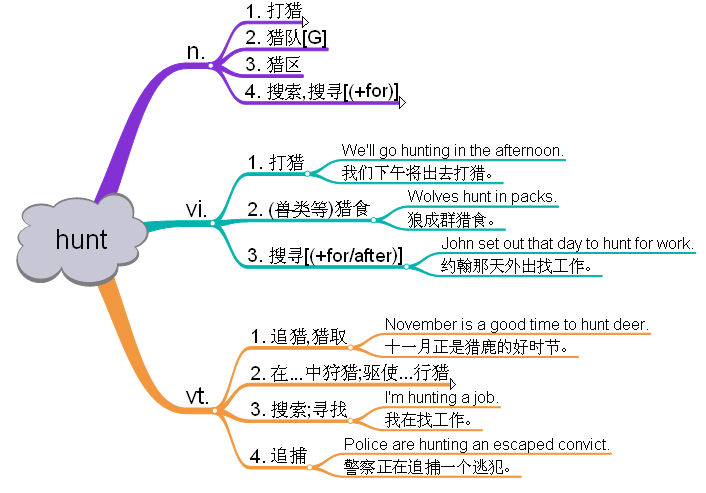 hunt
n.
1. 打猎
2. 猎队[G]
3. 猎区
4. 搜索,搜寻[(+for)]
vi.
1. 打猎
We'll go hunting in the afternoon.
我们下午将出去打猎。
2. (兽类等)猎食
Wolves hunt in packs.
狼成群猎食。
3. 搜寻[(+for/after)]
John set out that day to hunt for work.
约翰那天外出找工作。
vt.
1. 追猎,猎取
November is a good time to hunt deer.
十一月正是猎鹿的好时节。
2. 在...中狩猎;驱使...行猎
3. 搜索;寻找
I'm hunting a job.
我在找工作。
4. 追捕
Police are hunting an escaped convict.
警察正在追捕一个逃犯。